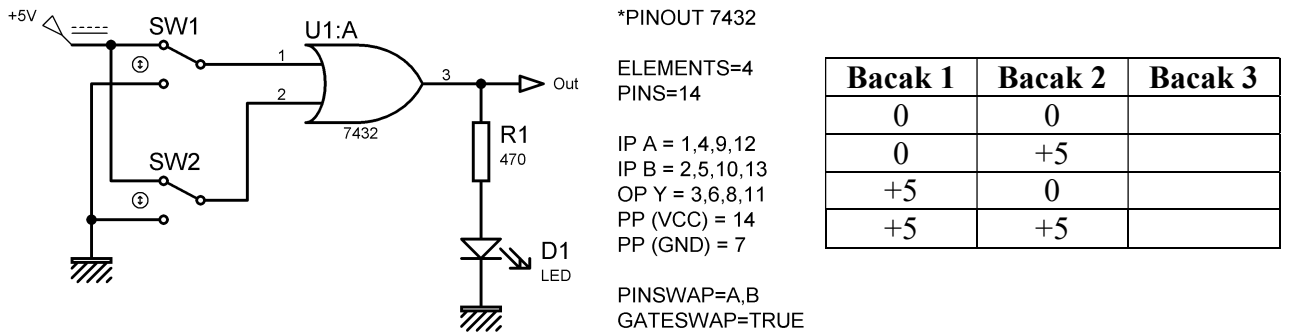 +5V
SW1
1
2
SW2
U1:A
7432
3
Out
R1
470
D1
LED
*PINOUT 7432
ELEMENTS=4
PINS=14
IP A = 1,4,9,12
IP B = 2,5,10,13
OP Y = 3,6,8,11
PP (VCC) = 14
PP (GND) = 7
PINSWAP=A,B
GATESWAP=TRUE
Bacak 1 Bacak 2 Bacak 3
0 0
0 +5
+5 0
+5 +5